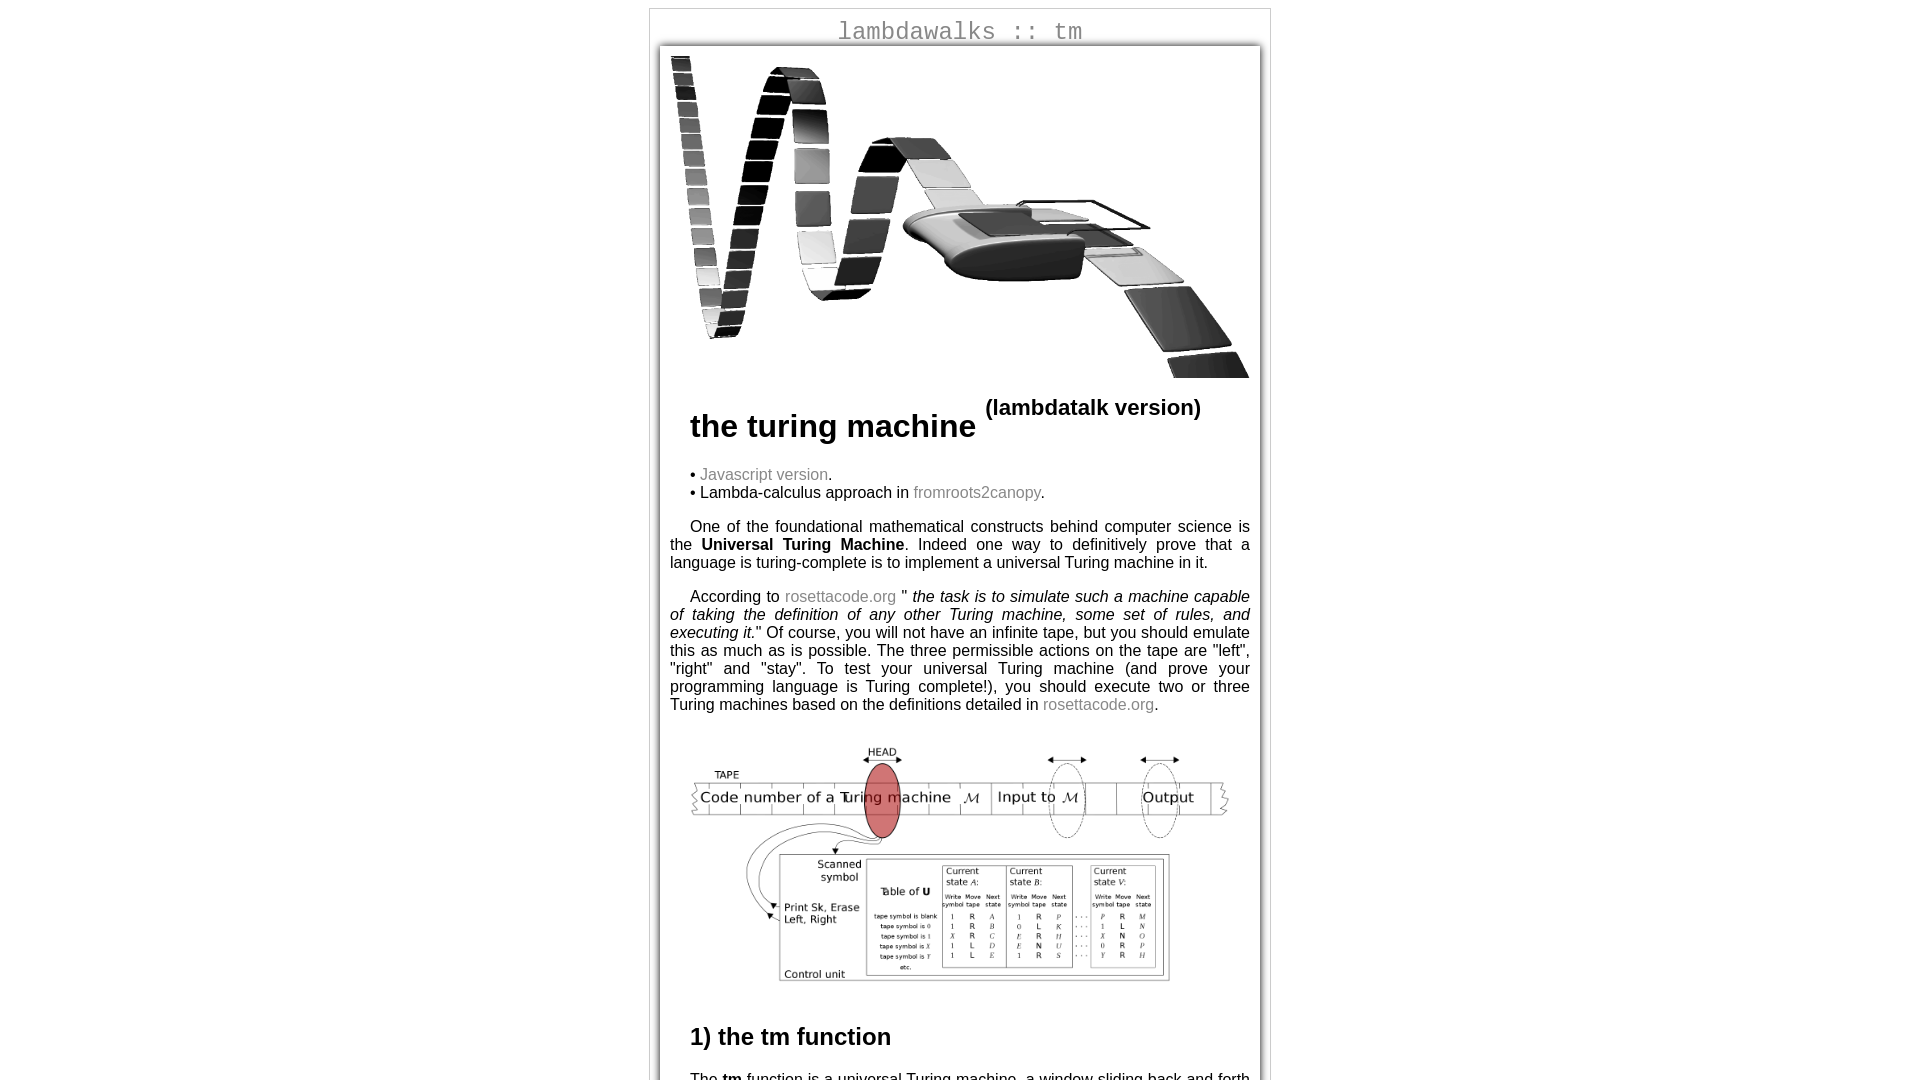 lambdawalks :: tm
the turing machine (lambdatalk version)
• Javascript version.
• Lambda-calculus approach in fromroots2canopy.
One of the foundational mathematical constructs behind computer science is
the Universal Turing Machine. Indeed one way to definitively prove that a
language is turing-complete is to implement a universal Turing machine in it.
According to rosettacode.org " the task is to simulate such a machine capable
of taking the definition of any other Turing machine, some set of rules, and
executing it." Of course, you will not have an infinite tape, but you should emulate
this as much as is possible. The three permissible actions on the tape are "left",
"right" and "stay". To test your universal Turing machine (and prove your
programming language is Turing complete!), you should execute two or three
Turing machines based on the definitions detailed in rosettacode.org.
HEAD
TAPE
Code number of a Turing machine ℳ Input to ℳ Output
Scanned
symbol
Print Sk, Erase
Left, Right
Control unit
Table of U
Current state A: Current state B: Current state V:
Write symbol Move tape Next state Write symbol Move tape Next state Write symbol Move tape Next state
tape symbol is blank 1 R A 1 R P · · · P R M
tape symbol is 0 1 R B 0 L K · · · 1 L N
tape symbol is 1 X R C E R H · · · X N O
tape symbol is X 1 L D E N U · · · 0 R P
tape symbol is Y 1 L E 1 R S · · · Y R H
etc.
1) the tm function
The tm function is a universal Turing machine, a window sliding back and forth